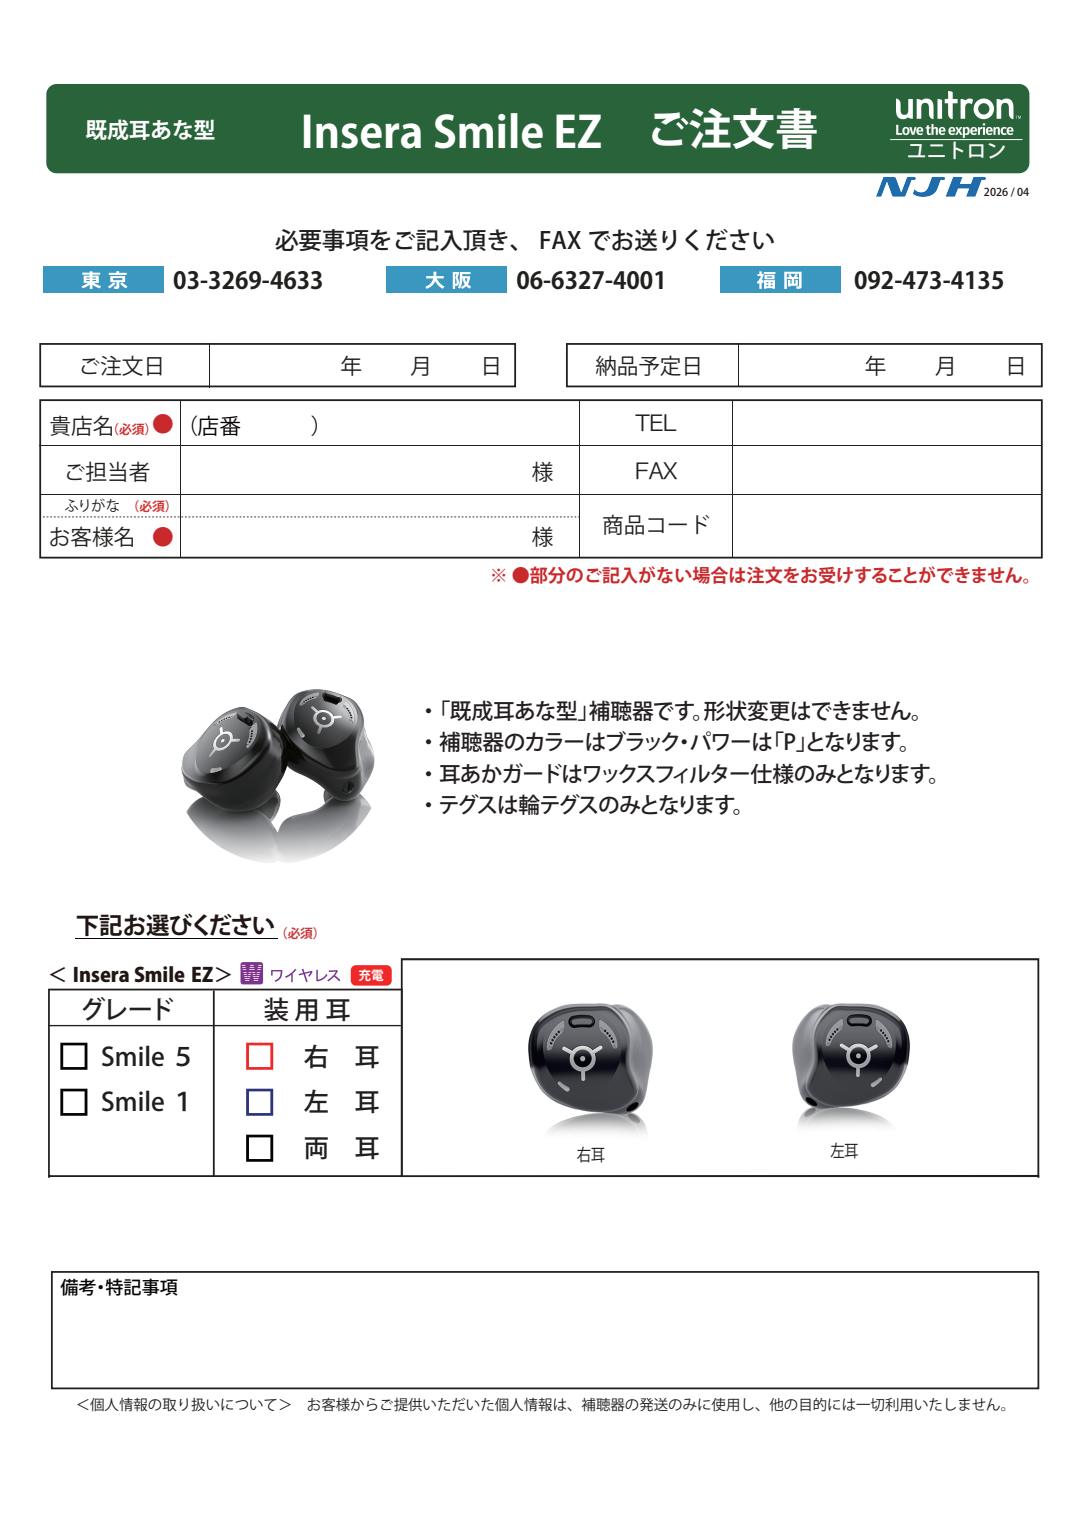 既成耳あな型 Insera Smile EZ ご注文書
unitron™
Love the experience
ユニトロン
NJH 2026 / 04
必要事項をご記入頂き、 FAX でお送りください
東京 03-3269-4633 大阪 06-6327-4001 福岡 092-473-4135
ご注文日 年 月 日 納品予定日 年 月 日
貴店名(必須)● (店番 ) TEL
ご担当者 様 FAX
ふりがな (必須)
お客様名 ● 様 商品コード
※ ●部分のご記入がない場合は注文をお受けすることができません。
・「既成耳あな型」補聴器です。形状変更はできません。
・補聴器のカラーはブラック・パワーは「P」となります。
・耳あかガードはワックスフィルター仕様のみとなります。
・テグスは輪テグスのみとなります。
下記お選びください (必須)
＜ Insera Smile EZ＞ W ワイヤレス 充電
グレード 装用耳
□ Smile 5 □ 右 耳
□ Smile 1 □ 左 耳
□ 両 耳
右耳 左耳
備考・特記事項
＜個人情報の取り扱いについて＞ お客様からご提供いただいた個人情報は、補聴器の発送のみに使用し、他の目的には一切利用いたしません。